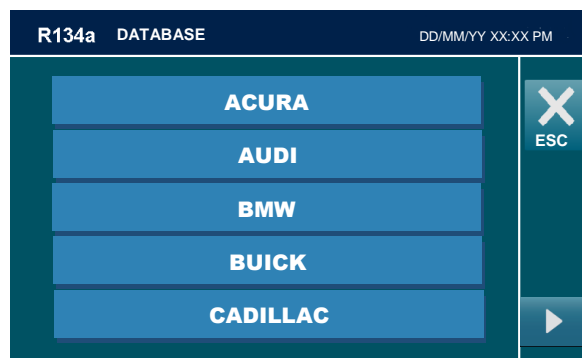 R134a DATABASE DD/MM/YY XX:XX PM
ACURA
ESC
AUDI
BMW
BUICK
CADILLAC